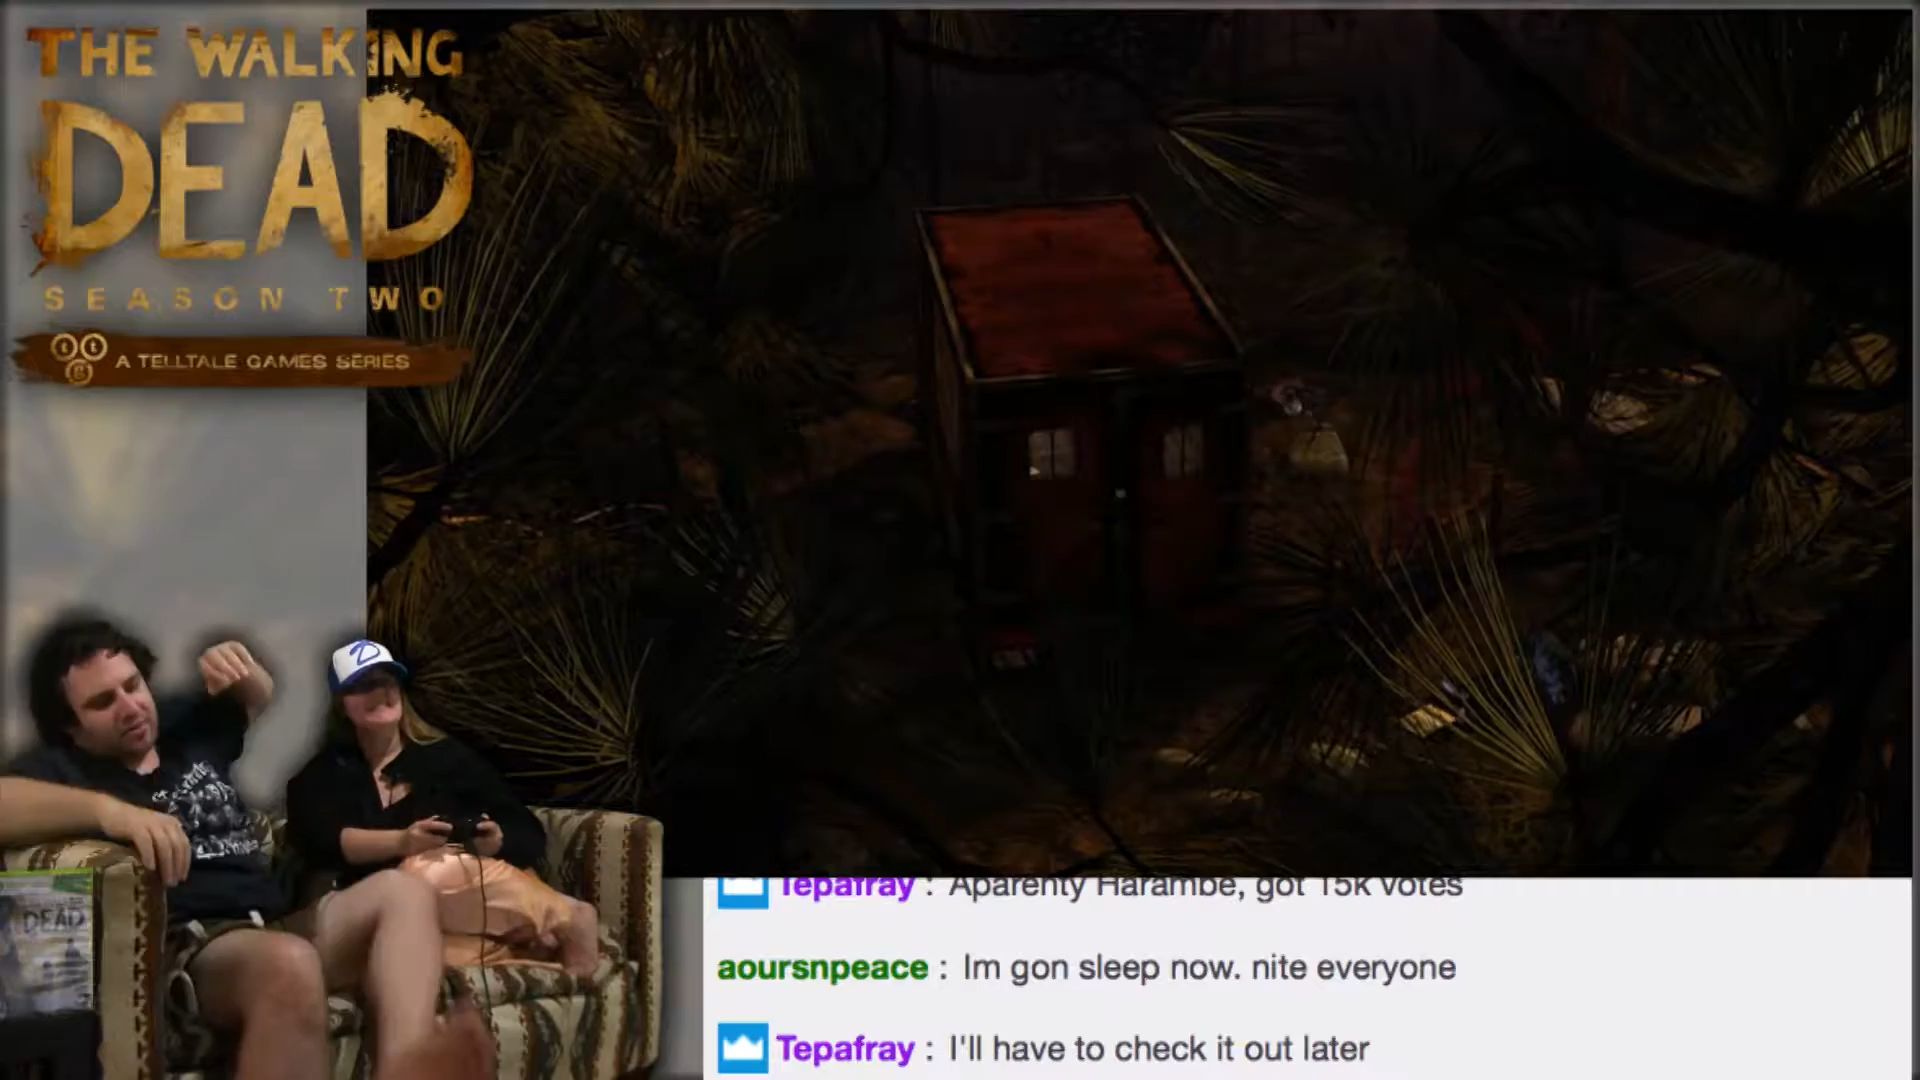 THE WALKING
DEAD
SEASON TWO
A TELLTALE GAMES SERIES
DEAD
Tepafray : Aparenty Harambe, got 15k votes
aoursnpeace : Im gon sleep now. nite everyone
Tepafray : I'll have to check it out later